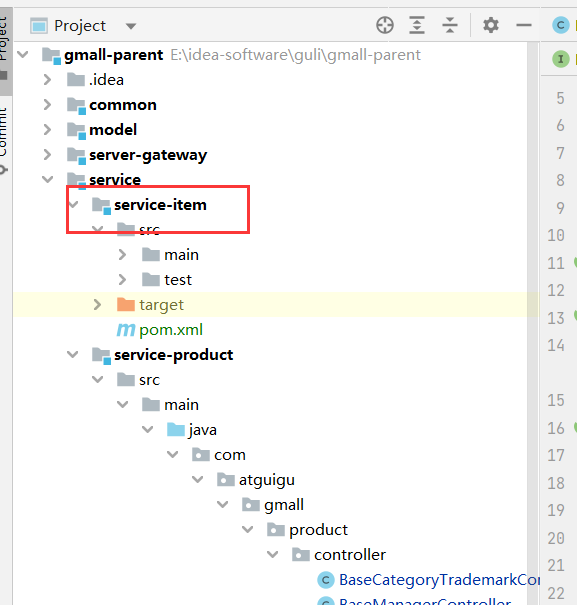 Project
Project
Commit
gmall-parent E:\idea-software\guli\gmall-parent
.idea
common
model
server-gateway
service
service-item
src
main
test
target
pom.xml
service-product
src
main
java
com
atguigu
gmall
product
controller
BaseCategoryTrademarkCo
BaseManagerController
5
6
7
8
9
10
11
12
13
14
15
16
17
18
19
20
21
22